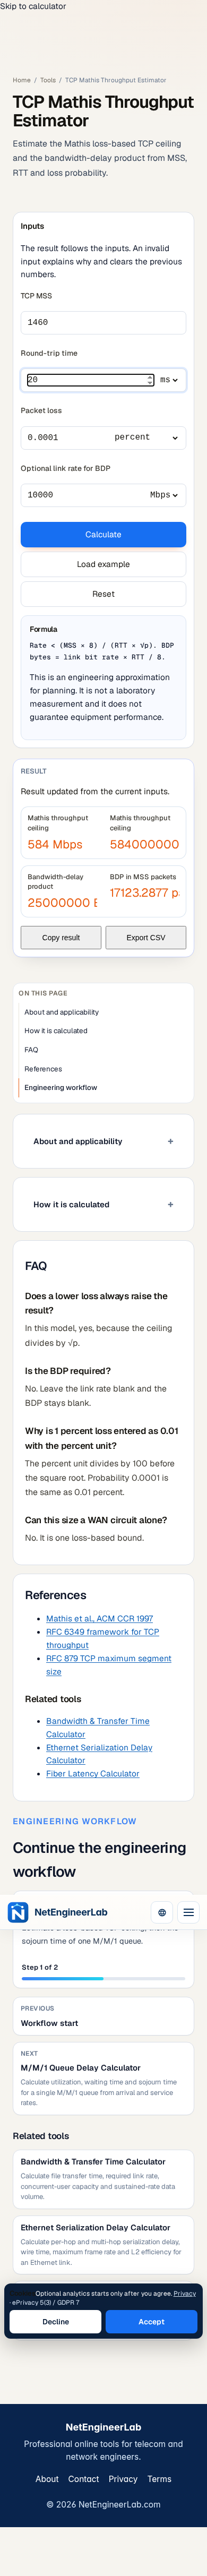 Skip to calculator
Home / Tools / TCP Mathis Throughput Estimator
TCP Mathis Throughput
Estimator
Estimate the Mathis loss-based TCP ceiling
and the bandwidth-delay product from MSS,
RTT and loss probability.
Inputs
The result follows the inputs. An invalid
input explains why and clears the previous
numbers.
TCP MSS
1460
Round-trip time
20 ms
Packet loss
0.0001 percent
Optional link rate for BDP
10000 Mbps
Calculate
Load example
Reset
Formula
Rate < (MSS × 8) / (RTT × √p). BDP
bytes = link bit rate × RTT / 8.
This is an engineering approximation
for planning. It is not a laboratory
measurement and it does not
guarantee equipment performance.
RESULT
Result updated from the current inputs.
Mathis throughput
ceiling
584 Mbps
Mathis throughput
ceiling
584000000
Bandwidth-delay
product
25000000
BDP in MSS packets
17123.2877
Copy result
Export CSV
ON THIS PAGE
About and applicability
How it is calculated
FAQ
References
Engineering workflow
About and applicability +
How it is calculated +
FAQ
Does a lower loss always raise the
result?
In this model, yes, because the ceiling
divides by √p.
Is the BDP required?
No. Leave the link rate blank and the
BDP stays blank.
Why is 1 percent loss entered as 0.01
with the percent unit?
The percent unit divides by 100 before
the square root. Probability 0.0001 is
the same as 0.01 percent.
Can this size a WAN circuit alone?
No. It is one loss-based bound.
References
Mathis et al., ACM CCR 1997
RFC 6349 framework for TCP
throughput
RFC 879 TCP maximum segment
size
Related tools
Bandwidth & Transfer Time
Calculator
Ethernet Serialization Delay
Calculator
Fiber Latency Calculator
ENGINEERING WORKFLOW
Continue the engineering
workflow
NetEngineerLab
sojourn time of one M/M/1 queue.
Step 1 of 2
PREVIOUS
Workflow start
NEXT
M/M/1 Queue Delay Calculator
Calculate utilization, waiting time and sojourn time
for a single M/M/1 queue from arrival and service
rates.
Related tools
Bandwidth & Transfer Time Calculator
Calculate file transfer time, required link rate,
concurrent-user capacity and sustained-rate data
volume.
Ethernet Serialization Delay Calculator
Calculate per-hop and multi-hop serialization delay,
wire time, maximum frame rate and L2 efficiency for
an Ethernet link.
Optional analytics starts only after you agree. Privacy
· ePrivacy 5(3) / GDPR 7
Decline
Accept
NetEngineerLab
Professional online tools for telecom and
network engineers.
About Contact Privacy Terms
© 2026 NetEngineerLab.com